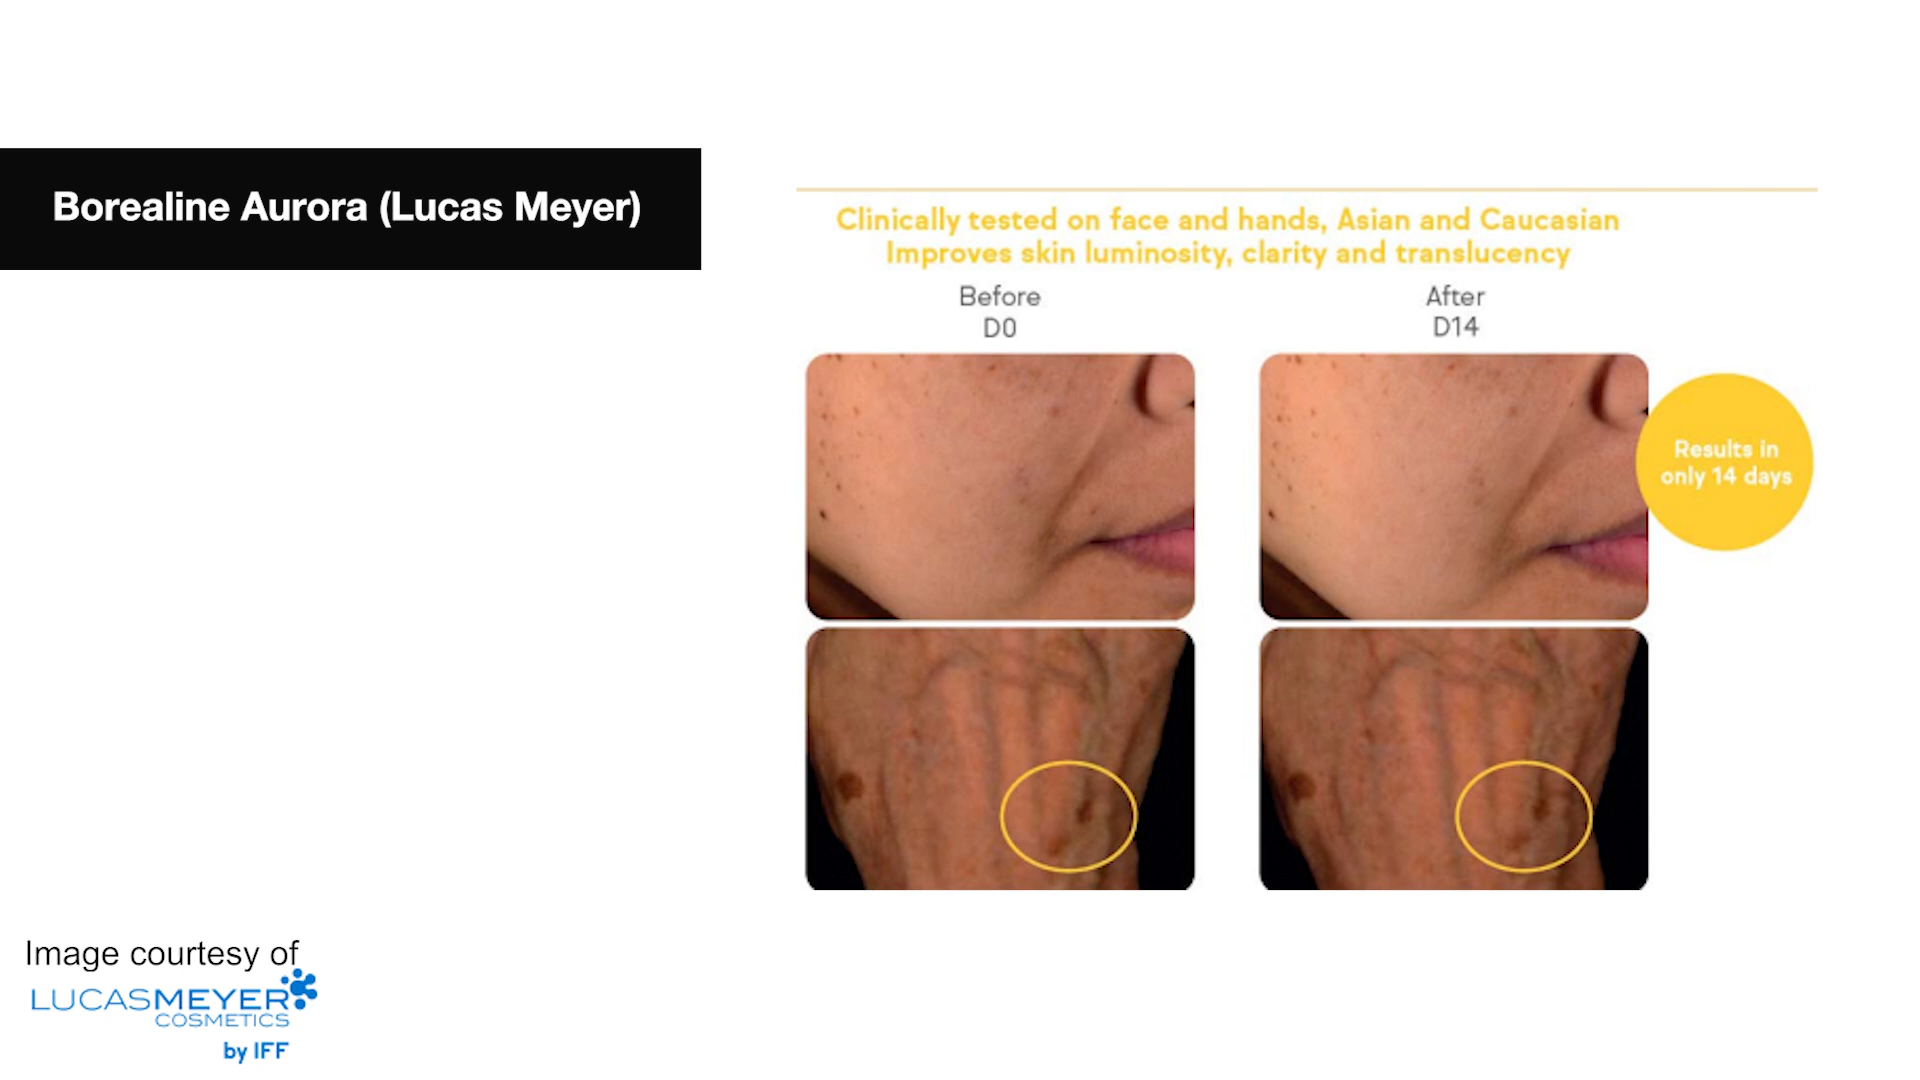 Borealine Aurora (Lucas Meyer)
Clinically tested on face and hands, Asian and Caucasian
Improves skin luminosity, clarity and translucency
Before
D0
After
D14
Results in
only 14 days
Image courtesy of
LUCASMEYER
COSMETICS
by IFF